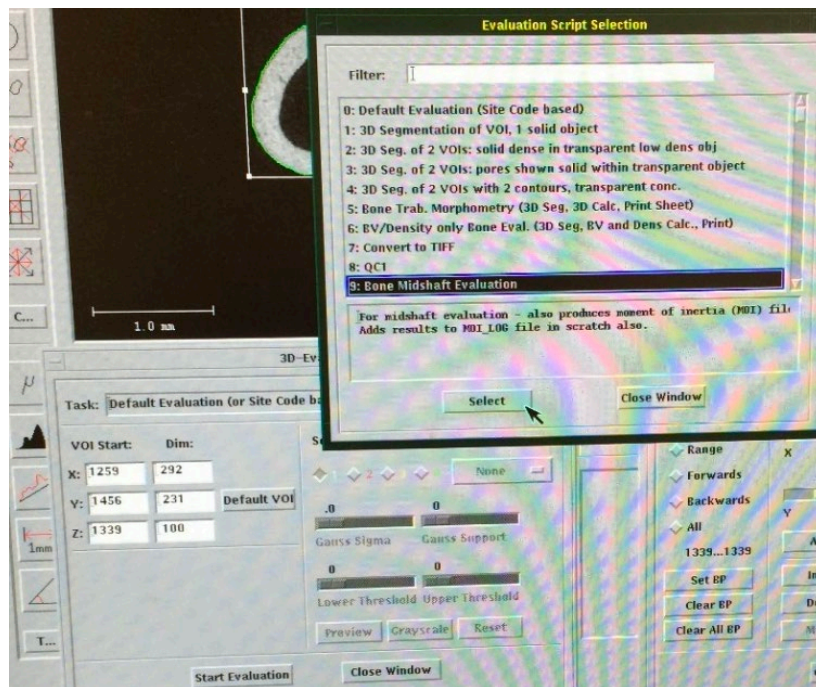 Evaluation Script Selection
Filter:
0: Default Evaluation (Site Code based)
1: 3D Segmentation of VOI, 1 solid object
2: 3D Seg. of 2 VOIs: solid dense in transparent low dens obj
3: 3D Seg. of 2 VOIs: pores shown solid within transparent object
4: 3D Seg. of 2 VOIs with 2 contours, transparent conc.
5: Bone Trab. Morphometry (3D Seg, 3D Calc, Print Sheet)
6: BV/Density only Bone Eval. (3D Seg, BV and Dens Calc., Print)
7: Convert to TIFF
8: QC1
9: Bone Midshaft Evaluation
For midshaft evaluation - also produces moment of inertia (MOI) fil
Adds results to MOI_LOG file in scratch also.
Select
Close Window
C...
1.0 mm
3D-Ev
μ
Task: Default Evaluation (or Site Code ba
VOI Start: Dim:
X: 1259 292
Y: 1456 231 Default VOI
Z: 1339 100
1 2 3 None
.0 0
Gauss Sigma Gauss Support
0 0
Lower Threshold Upper Threshold
Preview Grayscale Reset
Start Evaluation Close Window
1mm
T...
Range
Forwards
Backwards
All
1339...1339
Set BP
Clear BP
Clear All BP
X
Y